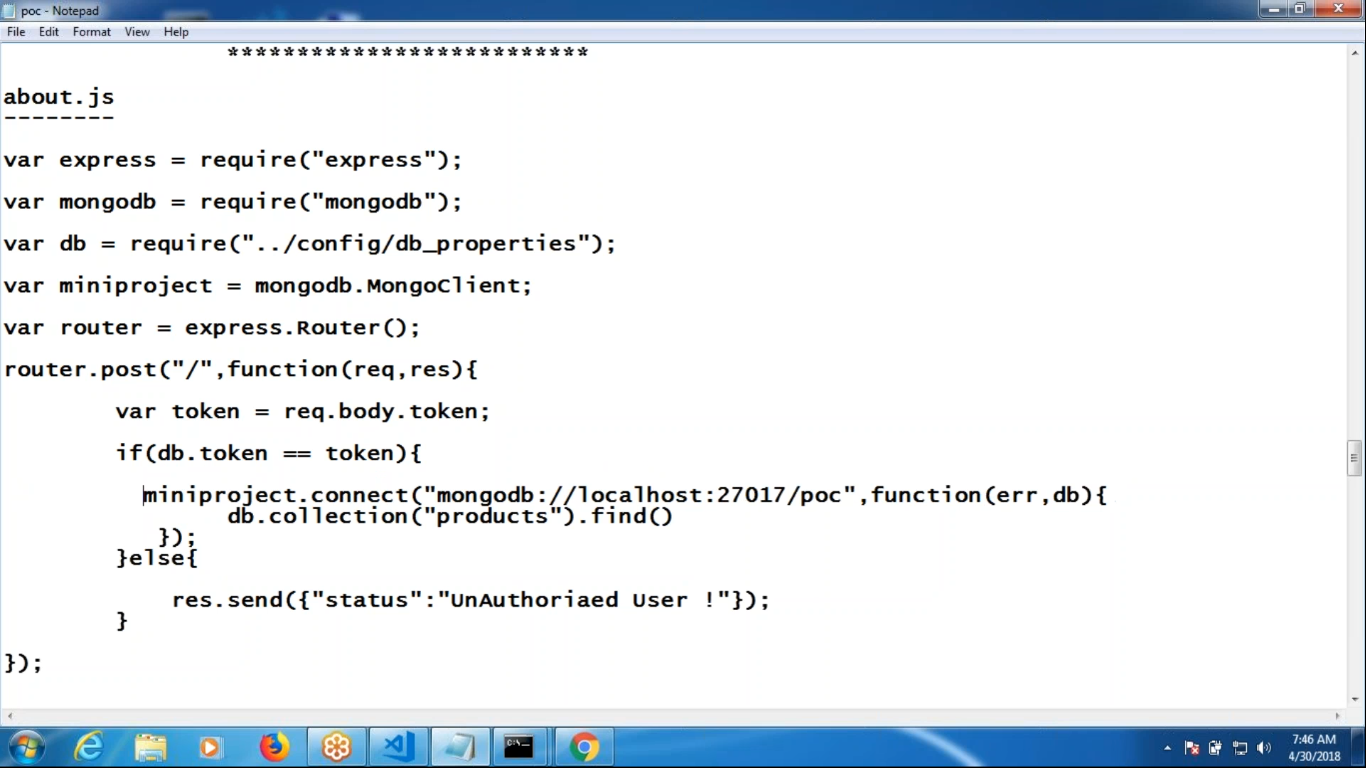 poc - Notepad
File Edit Format View Help
**************************
about.js
--------
var express = require("express");
var mongodb = require("mongodb");
var db = require("../config/db_properties");
var miniproject = mongodb.MongoClient;
var router = express.Router();
router.post("/",function(req,res){
var token = req.body.token;
if(db.token == token){
miniproject.connect("mongodb://localhost:27017/poc",function(err,db){
db.collection("products").find()
});
}else{
res.send({"status":"UnAuthoriaed User !"});
}
});
7:46 AM
4/30/2018